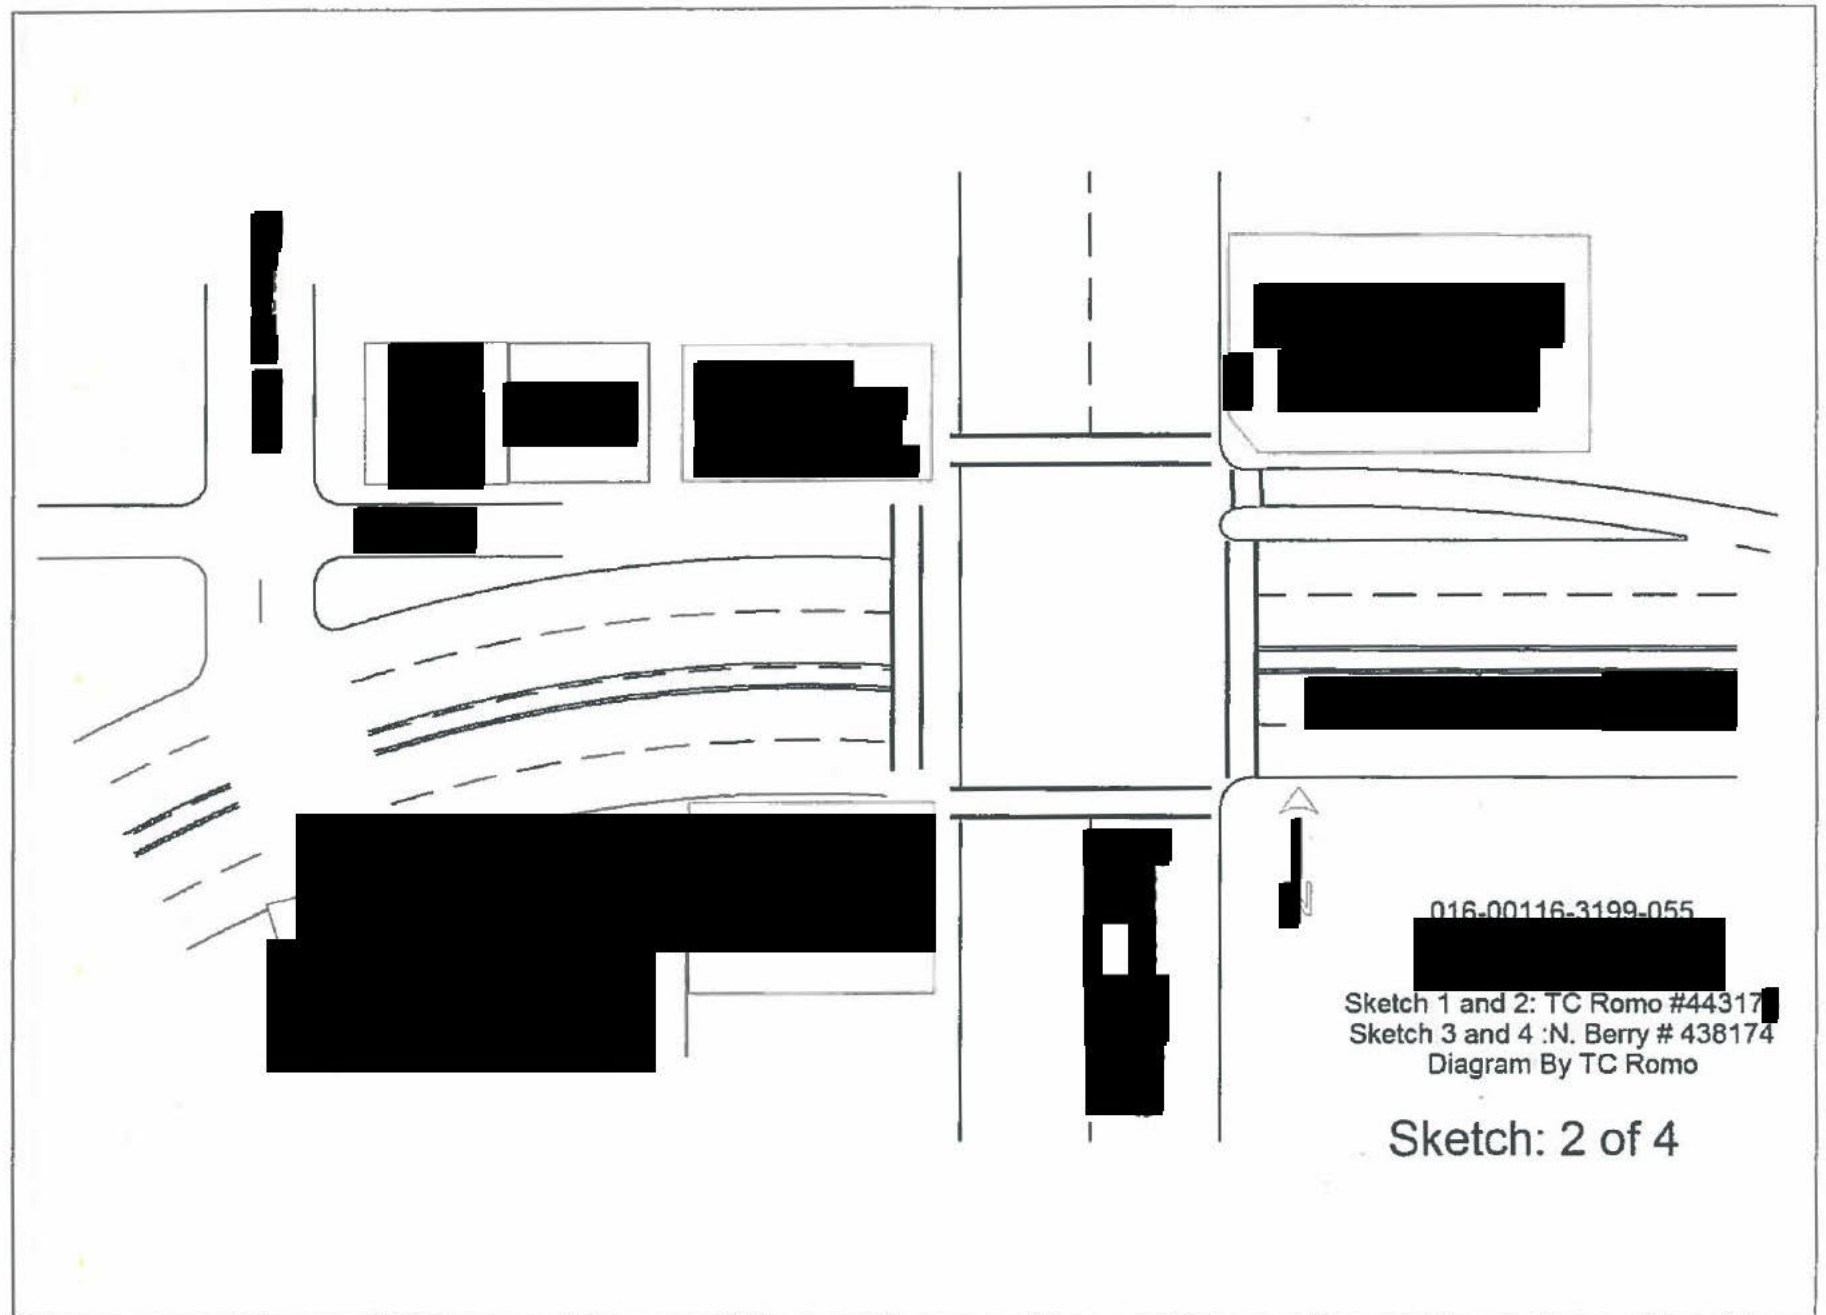 016-00116-3199-055
Sketch 1 and 2: TC Romo #44317
Sketch 3 and 4 :N. Berry # 438174
Diagram By TC Romo
Sketch: 2 of 4